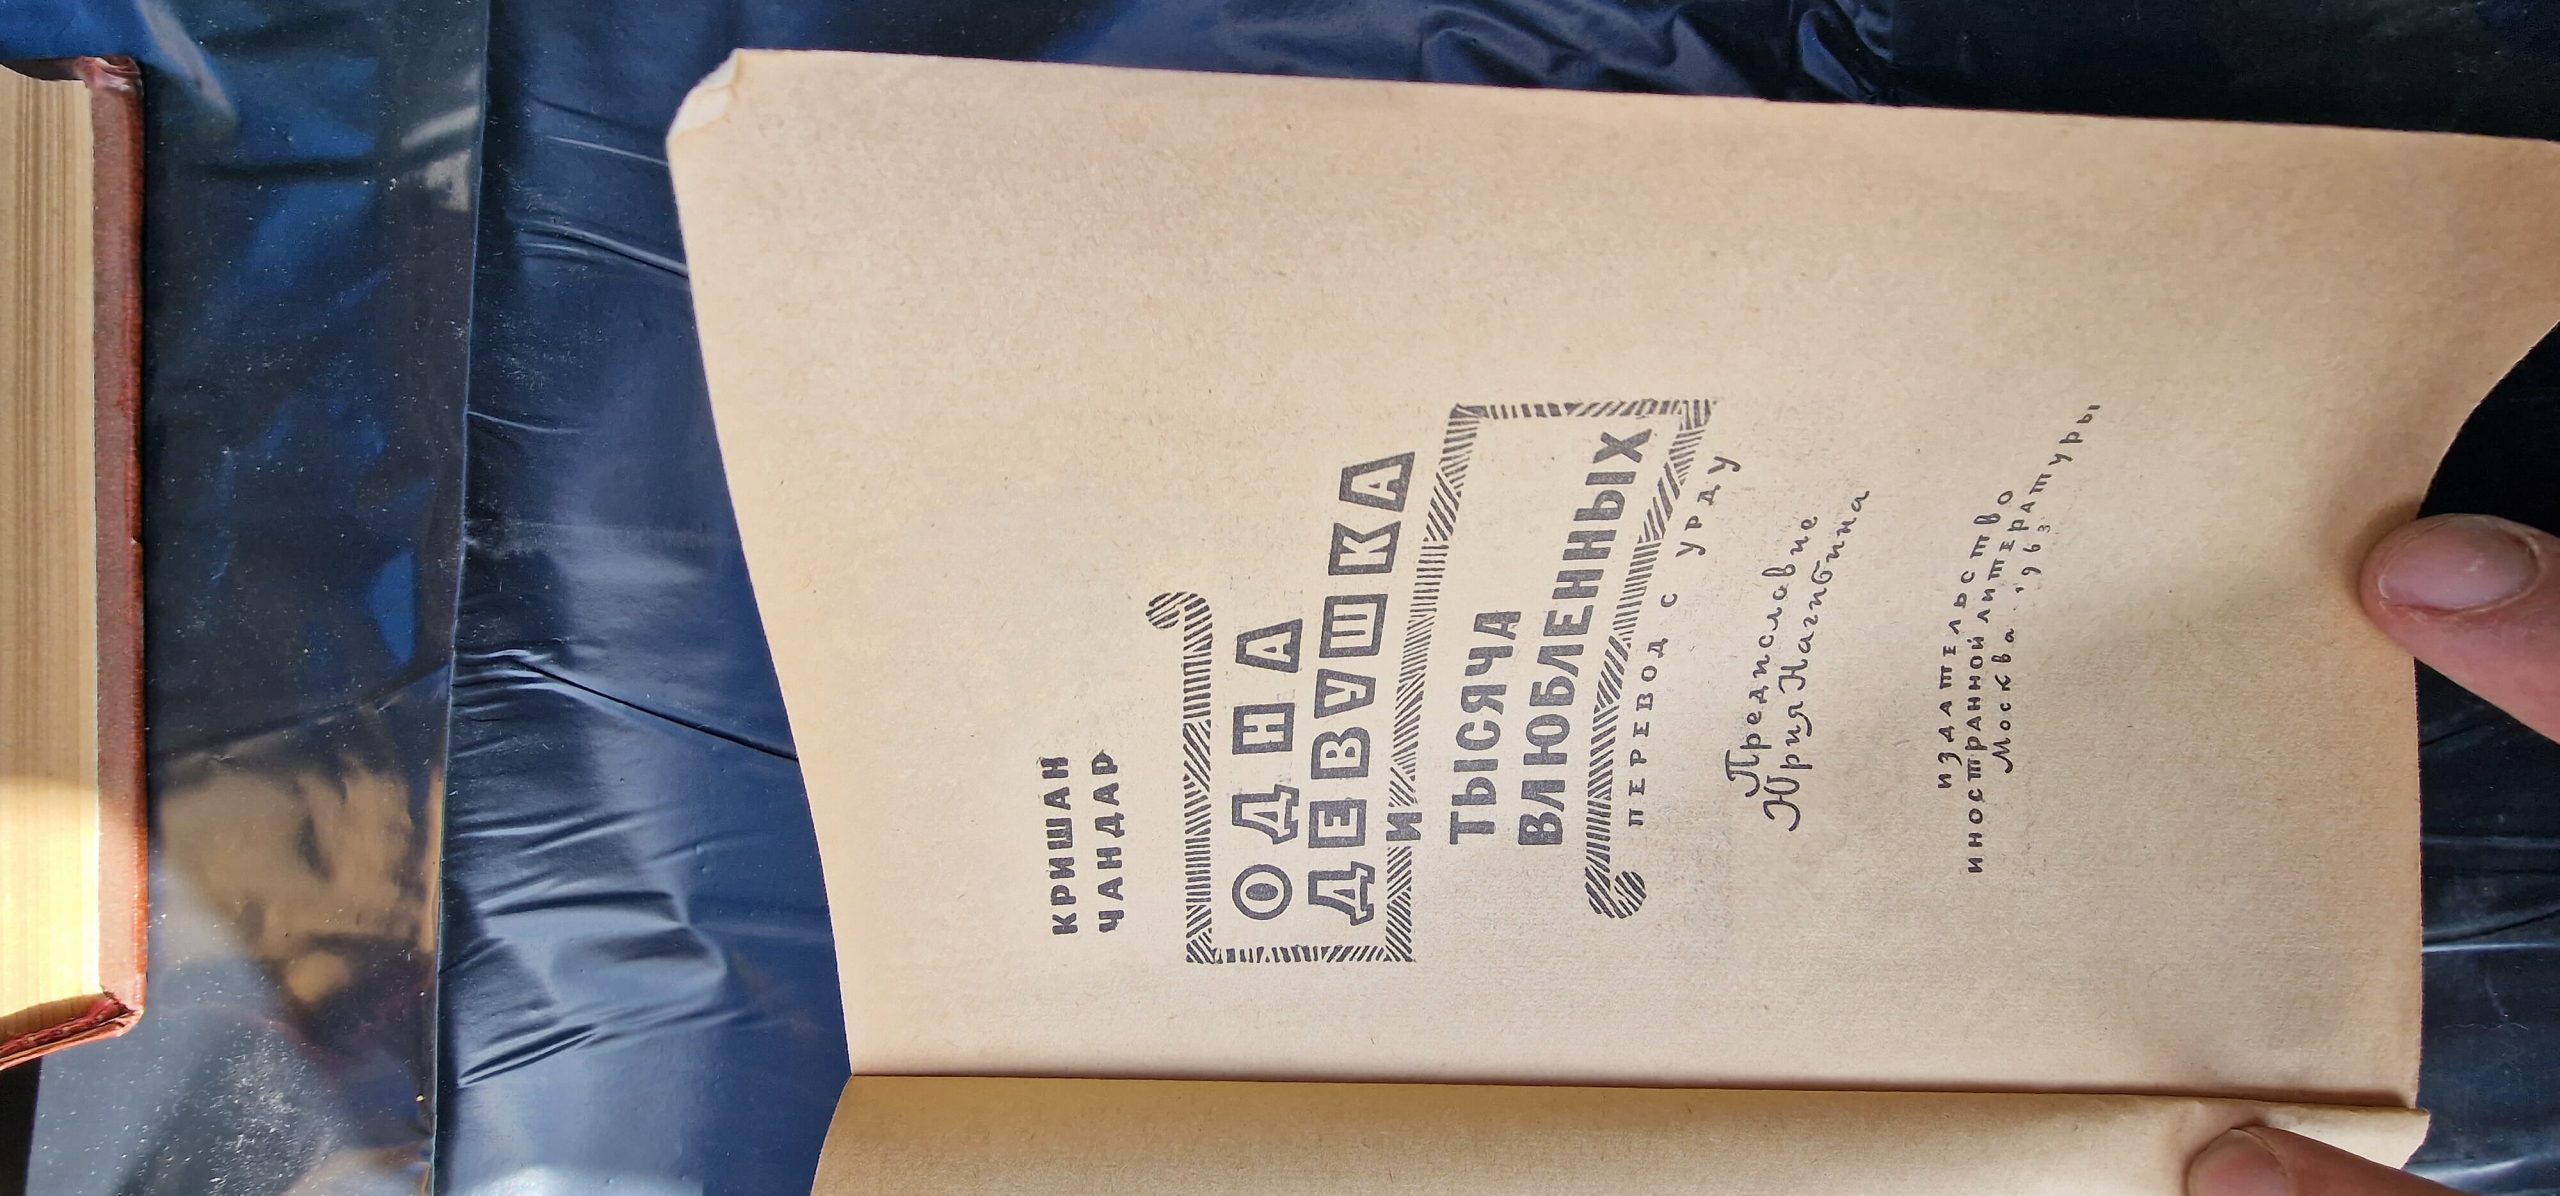 КРИШАН
ЧАНДАР
ОДНА
ДЕВУШКА
И
ТЫСЯЧА
ВЛЮБЛЕННЫХ
ПЕРЕВОД С УРДУ
Предисловие
Юрия Нагибина
ИЗДАТЕЛЬСТВО
ИНОСТРАННОЙ ЛИТЕРАТУРЫ
Москва, 1963